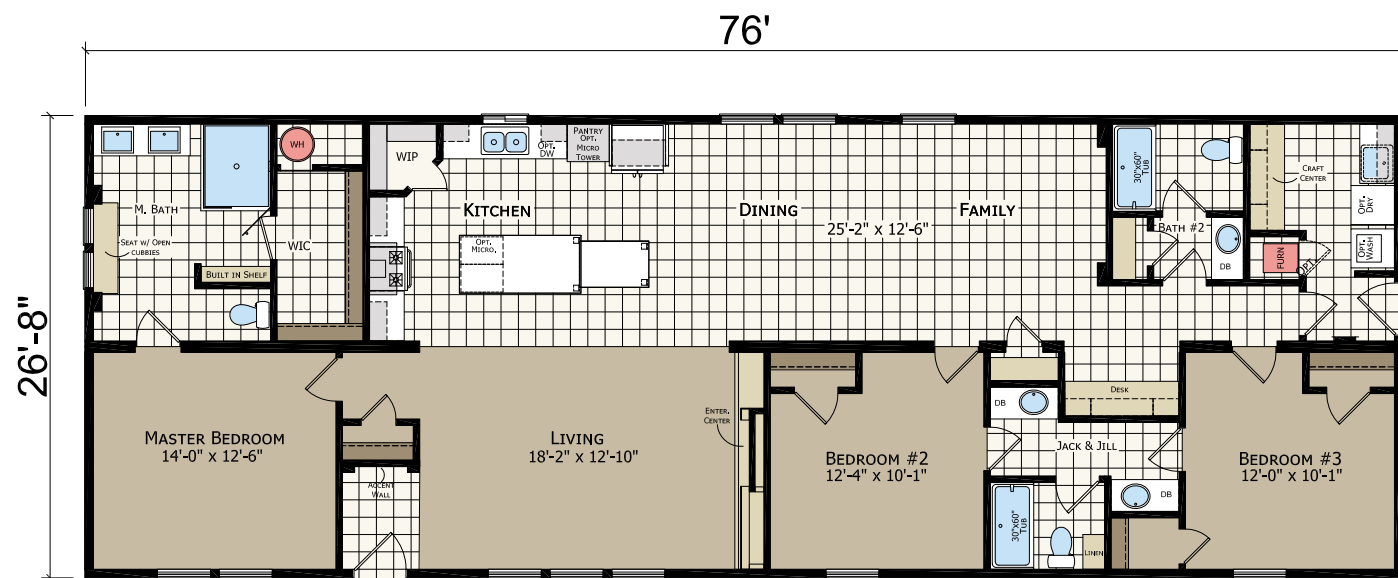 76'
26'-8"
WH
WIP
OPT. DW
PANTRY
OPT.
MICRO
TOWER
30"x60"
TUB
CRAFT
CENTER
OPT. DRY
OPT. WASH
M. BATH
SEAT W/ OPEN
CUBBIES
BUILT IN SHELF
WIC
KITCHEN
OPT.
MICRO.
DINING
FAMILY
25'-2" x 12'-6"
BATH #2
DB
FURN
OPT
MASTER BEDROOM
14'-0" x 12'-6"
ACCENT
WALL
LIVING
18'-2" x 12'-10"
ENTER.
CENTER
BEDROOM #2
12'-4" x 10'-1"
DB
DESK
JACK & JILL
DB
30"x60"
TUB
LINEN
BEDROOM #3
12'-0" x 10'-1"